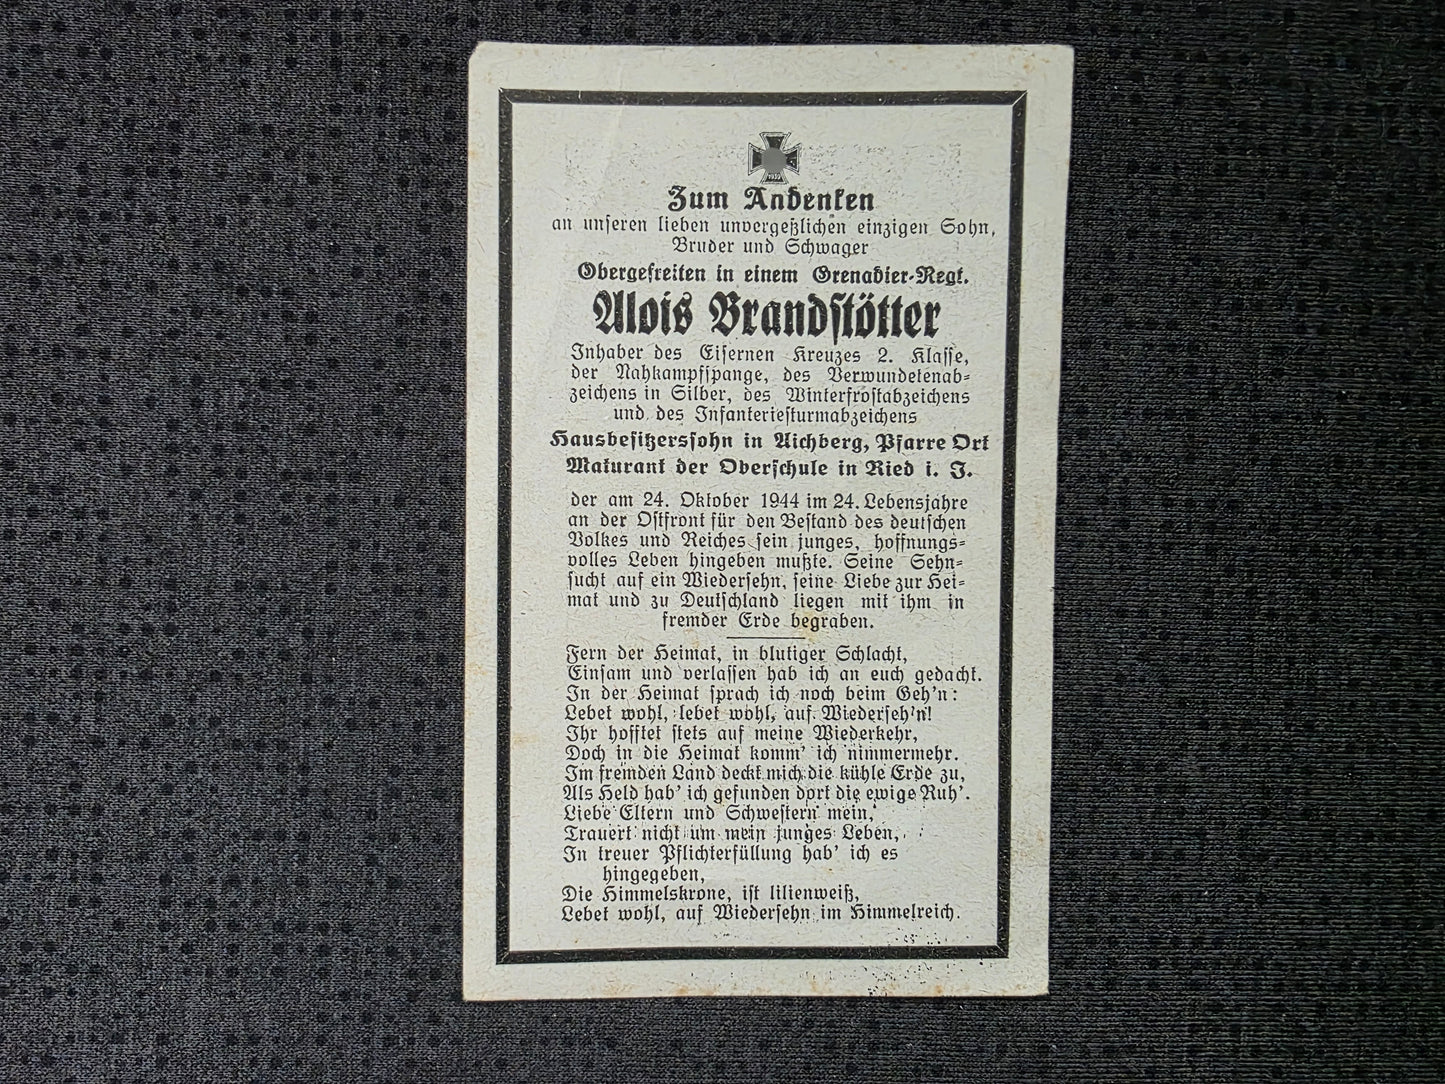 1939
Zum Andenken
an unseren lieben unvergeßlichen einzigen Sohn,
Bruder und Schwager
Obergefreiten in einem Grenadier-Regt.
Alois Brandstötter
Inhaber des Eisernen Kreuzes 2. Klasse,
der Nahkampfspange, des Verwundetenab-
zeichens in Silber, des Winterfrostabzeichens
und des Infanteriesturmabzeichens
Hausbesitzerssohn in Aichberg, Pfarre Ort
Maturant der Oberschule in Ried i. I.
der am 24. Oktober 1944 im 24. Lebensjahre
an der Ostfront für den Bestand des deutschen
Volkes und Reiches sein junges, hoffnungs-
volles Leben hingeben mußte. Seine Sehn-
sucht auf ein Wiedersehn, seine Liebe zur Hei-
mat und zu Deutschland liegen mit ihm in
fremder Erde begraben.
Fern der Heimat, in blutiger Schlacht,
Einsam und verlassen hab ich an euch gedacht.
In der Heimat sprach ich noch beim Geh'n:
Lebet wohl, lebet wohl, auf Wiederseh'n!
Ihr hofftet stets auf meine Wiederkehr,
Doch in die Heimat komm' ich nimmermehr.
Im fremden Land deckt mich die kühle Erde zu,
Als Held hab' ich gefunden dort die ewige Ruh'.
Liebe Eltern und Schwestern mein,
Trauert nicht um mein junges Leben,
In treuer Pflichterfüllung hab' ich es
hingegeben,
Die Himmelskrone, ist lilienweiß,
Lebet wohl, auf Wiedersehn im Himmelreich.